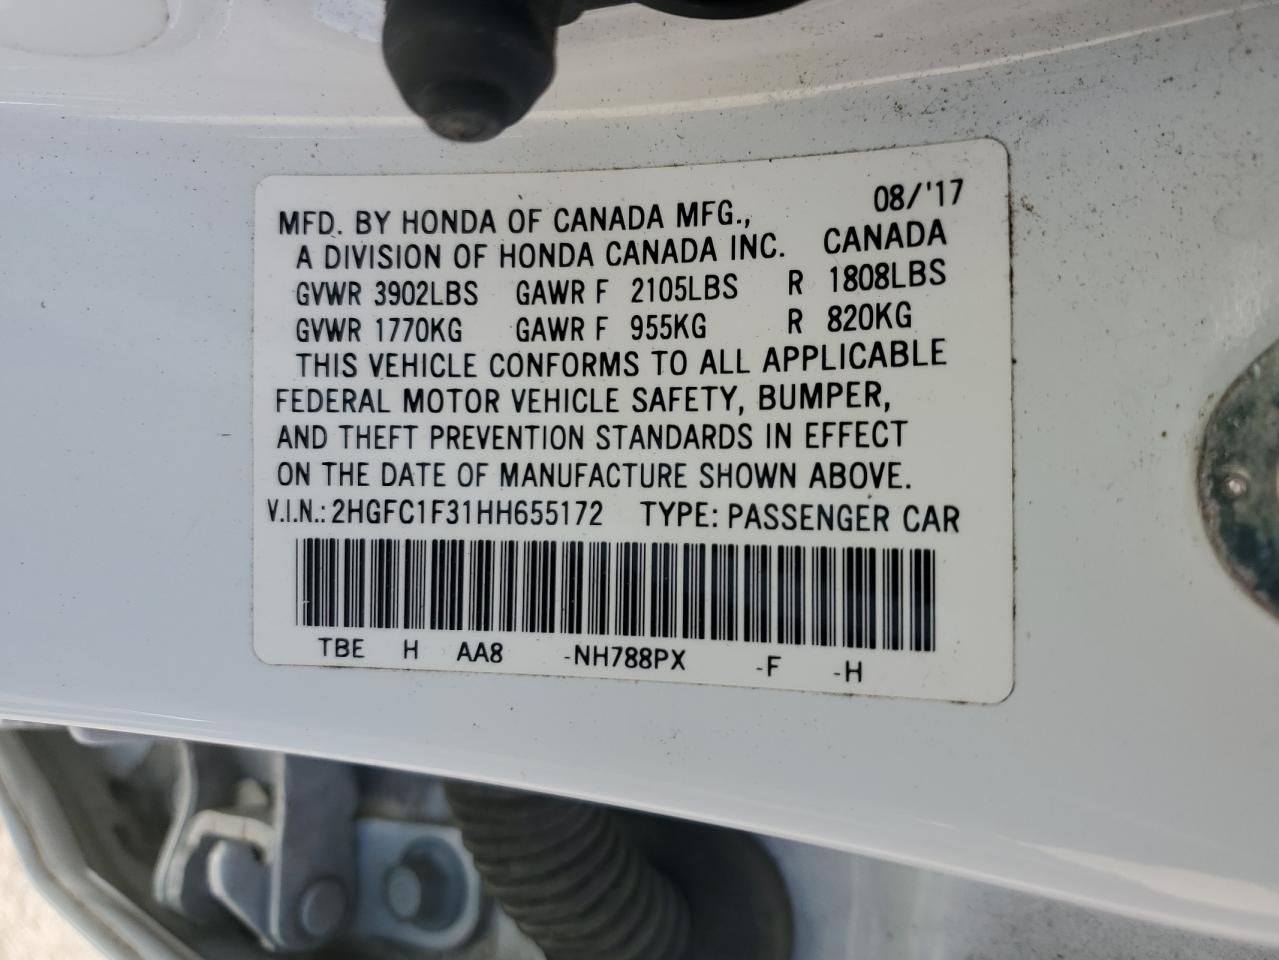 08/'17
MFD. BY HONDA OF CANADA MFG.,
A DIVISION OF HONDA CANADA INC. CANADA
GVWR 3902LBS GAWR F 2105LBS R 1808LBS
GVWR 1770KG GAWR F 955KG R 820KG
THIS VEHICLE CONFORMS TO ALL APPLICABLE
FEDERAL MOTOR VEHICLE SAFETY, BUMPER,
AND THEFT PREVENTION STANDARDS IN EFFECT
ON THE DATE OF MANUFACTURE SHOWN ABOVE.
V.I.N.: 2HGFC1F31HH655172 TYPE: PASSENGER CAR
TBE H AA8 -NH788PX -F -H